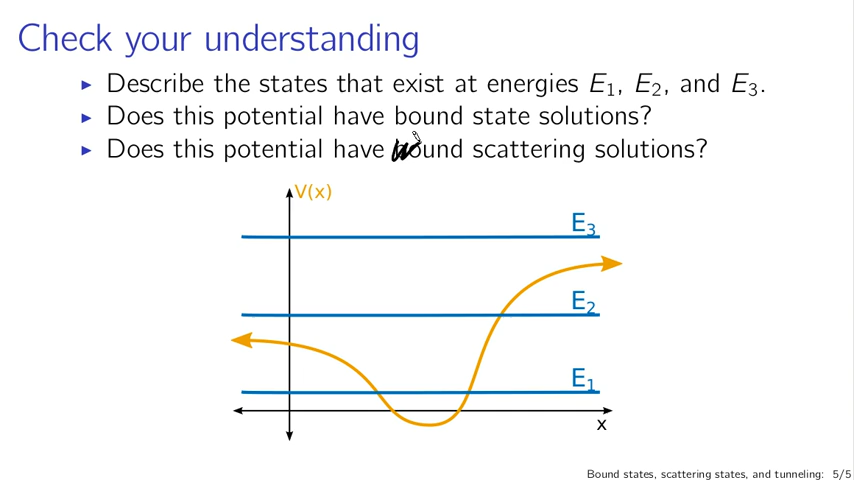 Check your understanding
▸ Describe the states that exist at energies E₁, E₂, and E₃.
▸ Does this potential have bound state solutions?
▸ Does this potential have bound scattering solutions?
V(x)
E₃
E₂
E₁
x
Bound states, scattering states, and tunneling: 5/5